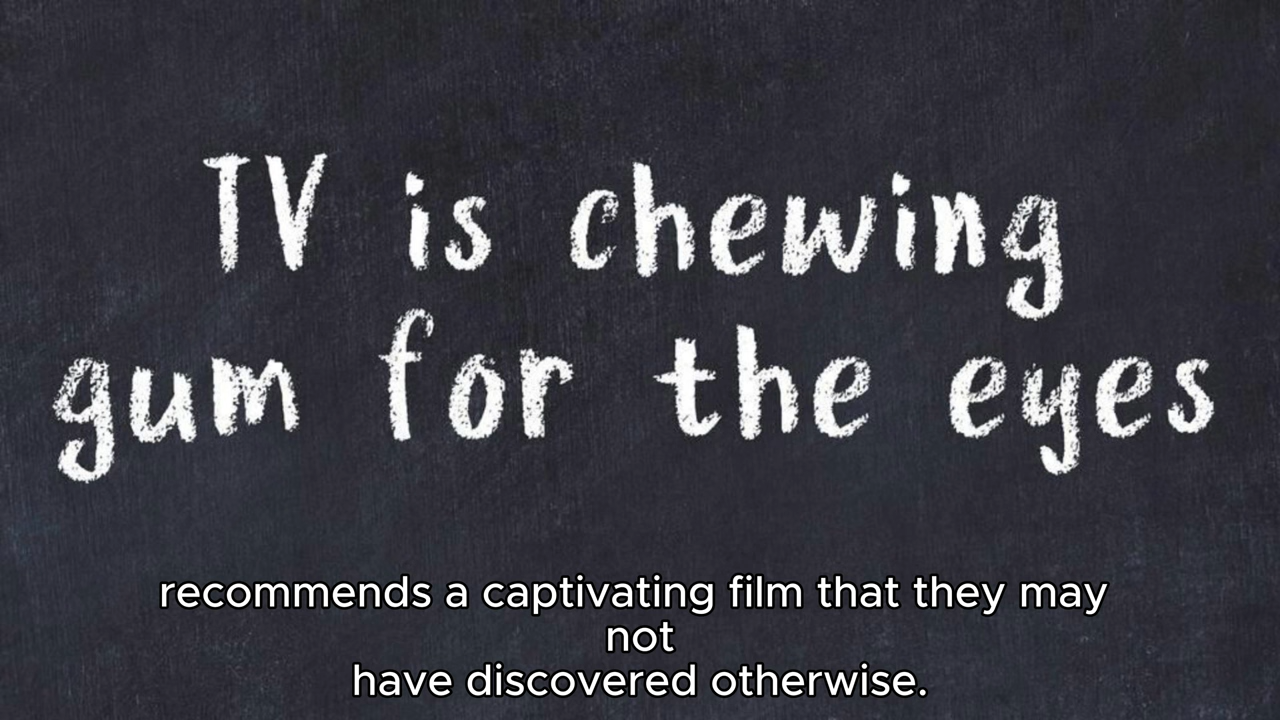 TV is chewing
gum for the eyes
recommends a captivating film that they may
not
have discovered otherwise.